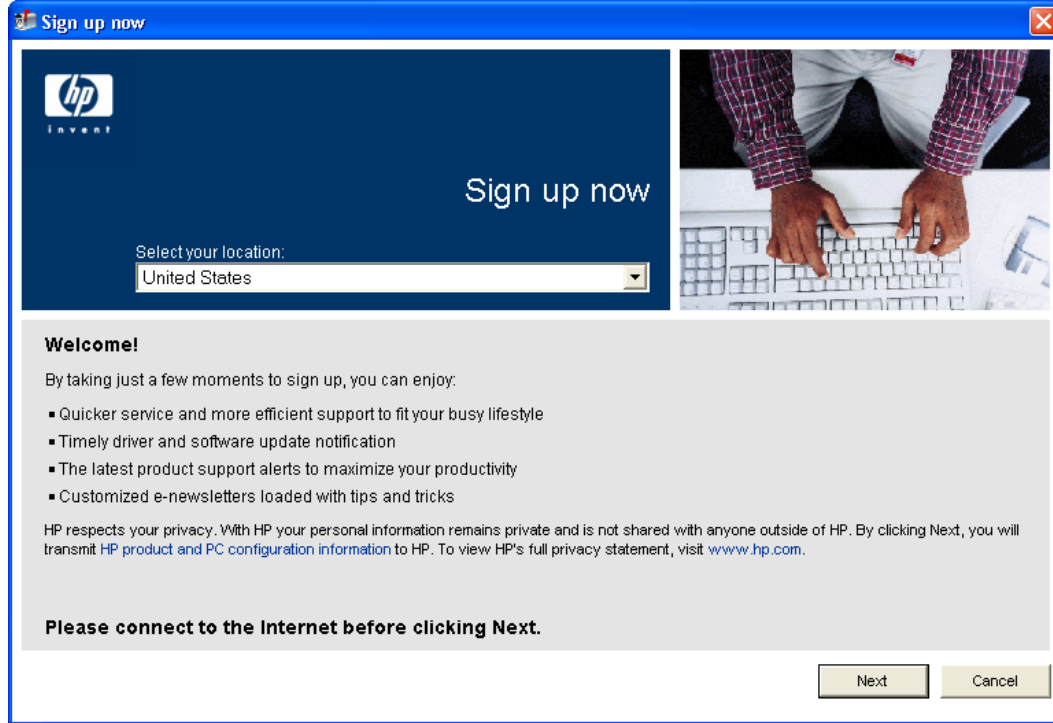 Sign up now
hp
invent
Sign up now
Select your location:
United States
Welcome!
By taking just a few moments to sign up, you can enjoy:
▪ Quicker service and more efficient support to fit your busy lifestyle
▪ Timely driver and software update notification
▪ The latest product support alerts to maximize your productivity
▪ Customized e-newsletters loaded with tips and tricks
HP respects your privacy. With HP your personal information remains private and is not shared with anyone outside of HP. By clicking Next, you will
transmit HP product and PC configuration information to HP. To view HP's full privacy statement, visit www.hp.com.
Please connect to the Internet before clicking Next.
Next
Cancel